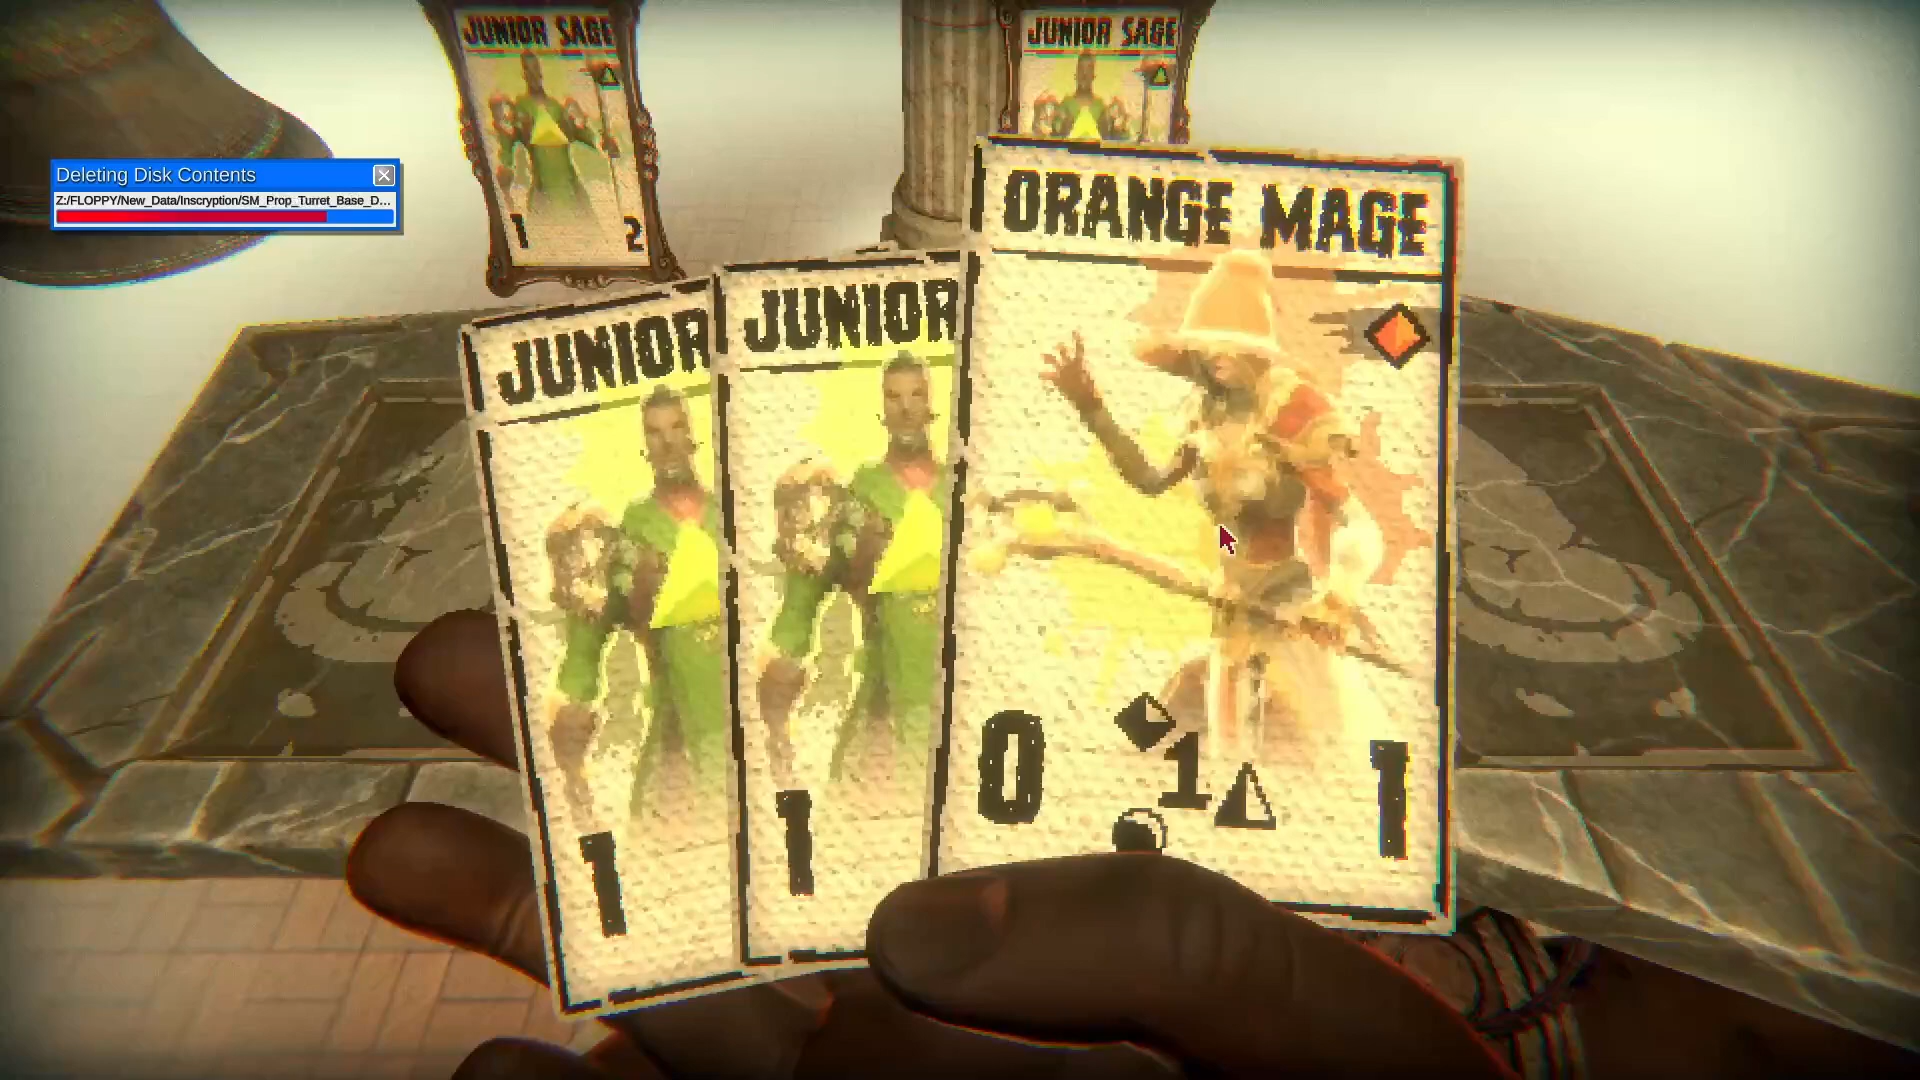 JUNIOR SAGE
1
2
JUNIOR SAGE
Deleting Disk Contents
Z:/FLOPPY/New_Data/Inscryption/SM_Prop_Turret_Base_D...
JUNIOR
1
JUNIOR
1
ORANGE MAGE
0
1
1